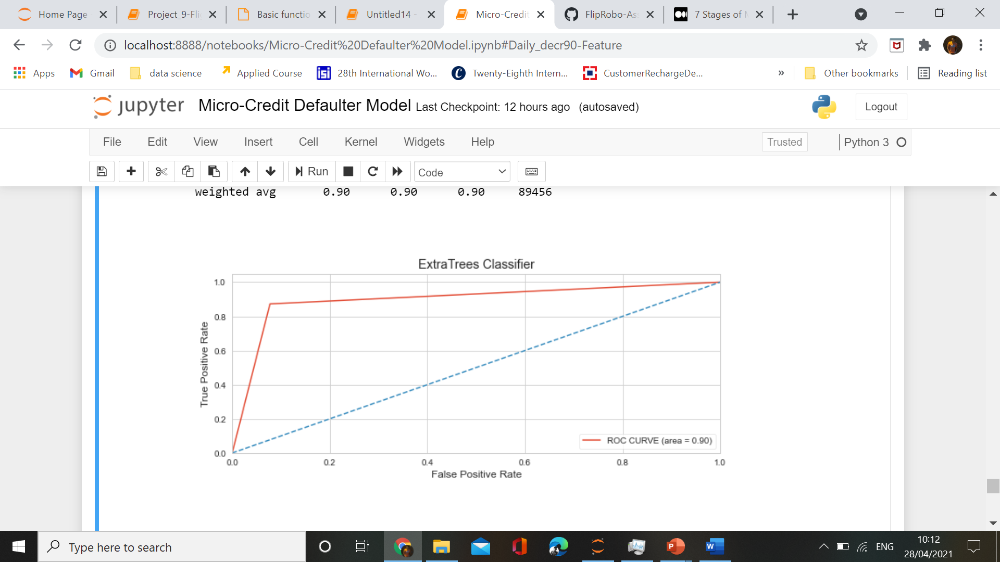 Home Page
Project_9-Fli
Basic functio
Untitled14 -
Micro-Credit
FlipRobo-As
7 Stages of M
localhost:8888/notebooks/Micro-Credit%20Defaulter%20Model.ipynb#Daily_decr90-Feature
Apps
Gmail
data science
Applied Course
28th International Wo...
Twenty-Eighth Intern...
CustomerRechargeDe...
»
Other bookmarks
Reading list
jupyter
Micro-Credit Defaulter Model Last Checkpoint: 12 hours ago (autosaved)
Logout
File Edit View Insert Cell Kernel Widgets Help
Trusted
Python 3
Run
Code
weighted avg 0.90 0.90 0.90 89456
ExtraTrees Classifier
1.0
0.8
0.6
0.4
0.2
0.0
True Positive Rate
ROC CURVE (area = 0.90)
0.0 0.2 0.4 0.6 0.8 1.0
False Positive Rate
Type here to search
ENG
10:12
28/04/2021